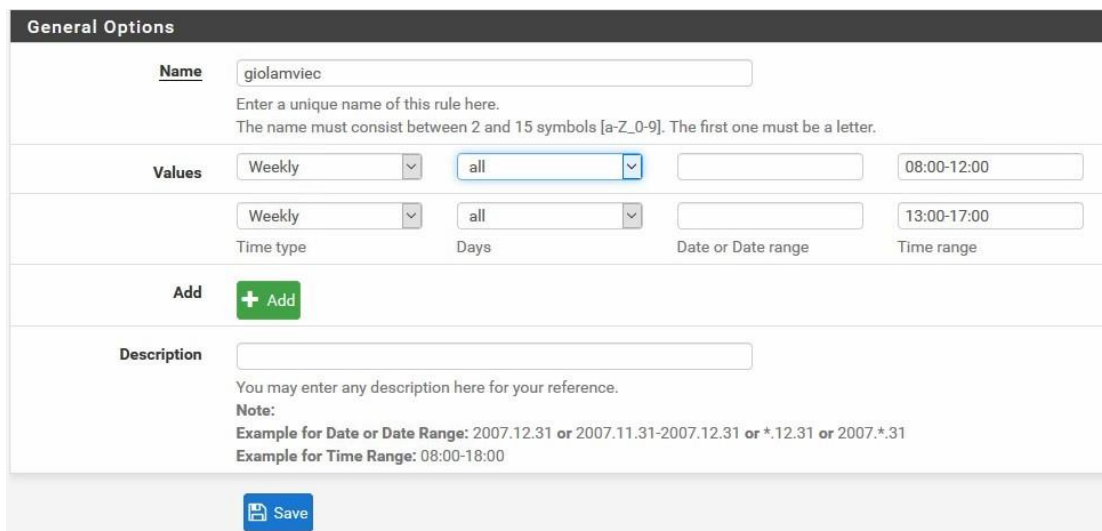 General Options
Name
giolamviec
Enter a unique name of this rule here.
The name must consist between 2 and 15 symbols [a-Z_0-9]. The first one must be a letter.
Values
Weekly all 08:00-12:00
Weekly all 13:00-17:00
Time type Days Date or Date range Time range
Add
+ Add
Description
You may enter any description here for your reference.
Note:
Example for Date or Date Range: 2007.12.31 or 2007.11.31-2007.12.31 or *.12.31 or 2007.*.31
Example for Time Range: 08:00-18:00
Save